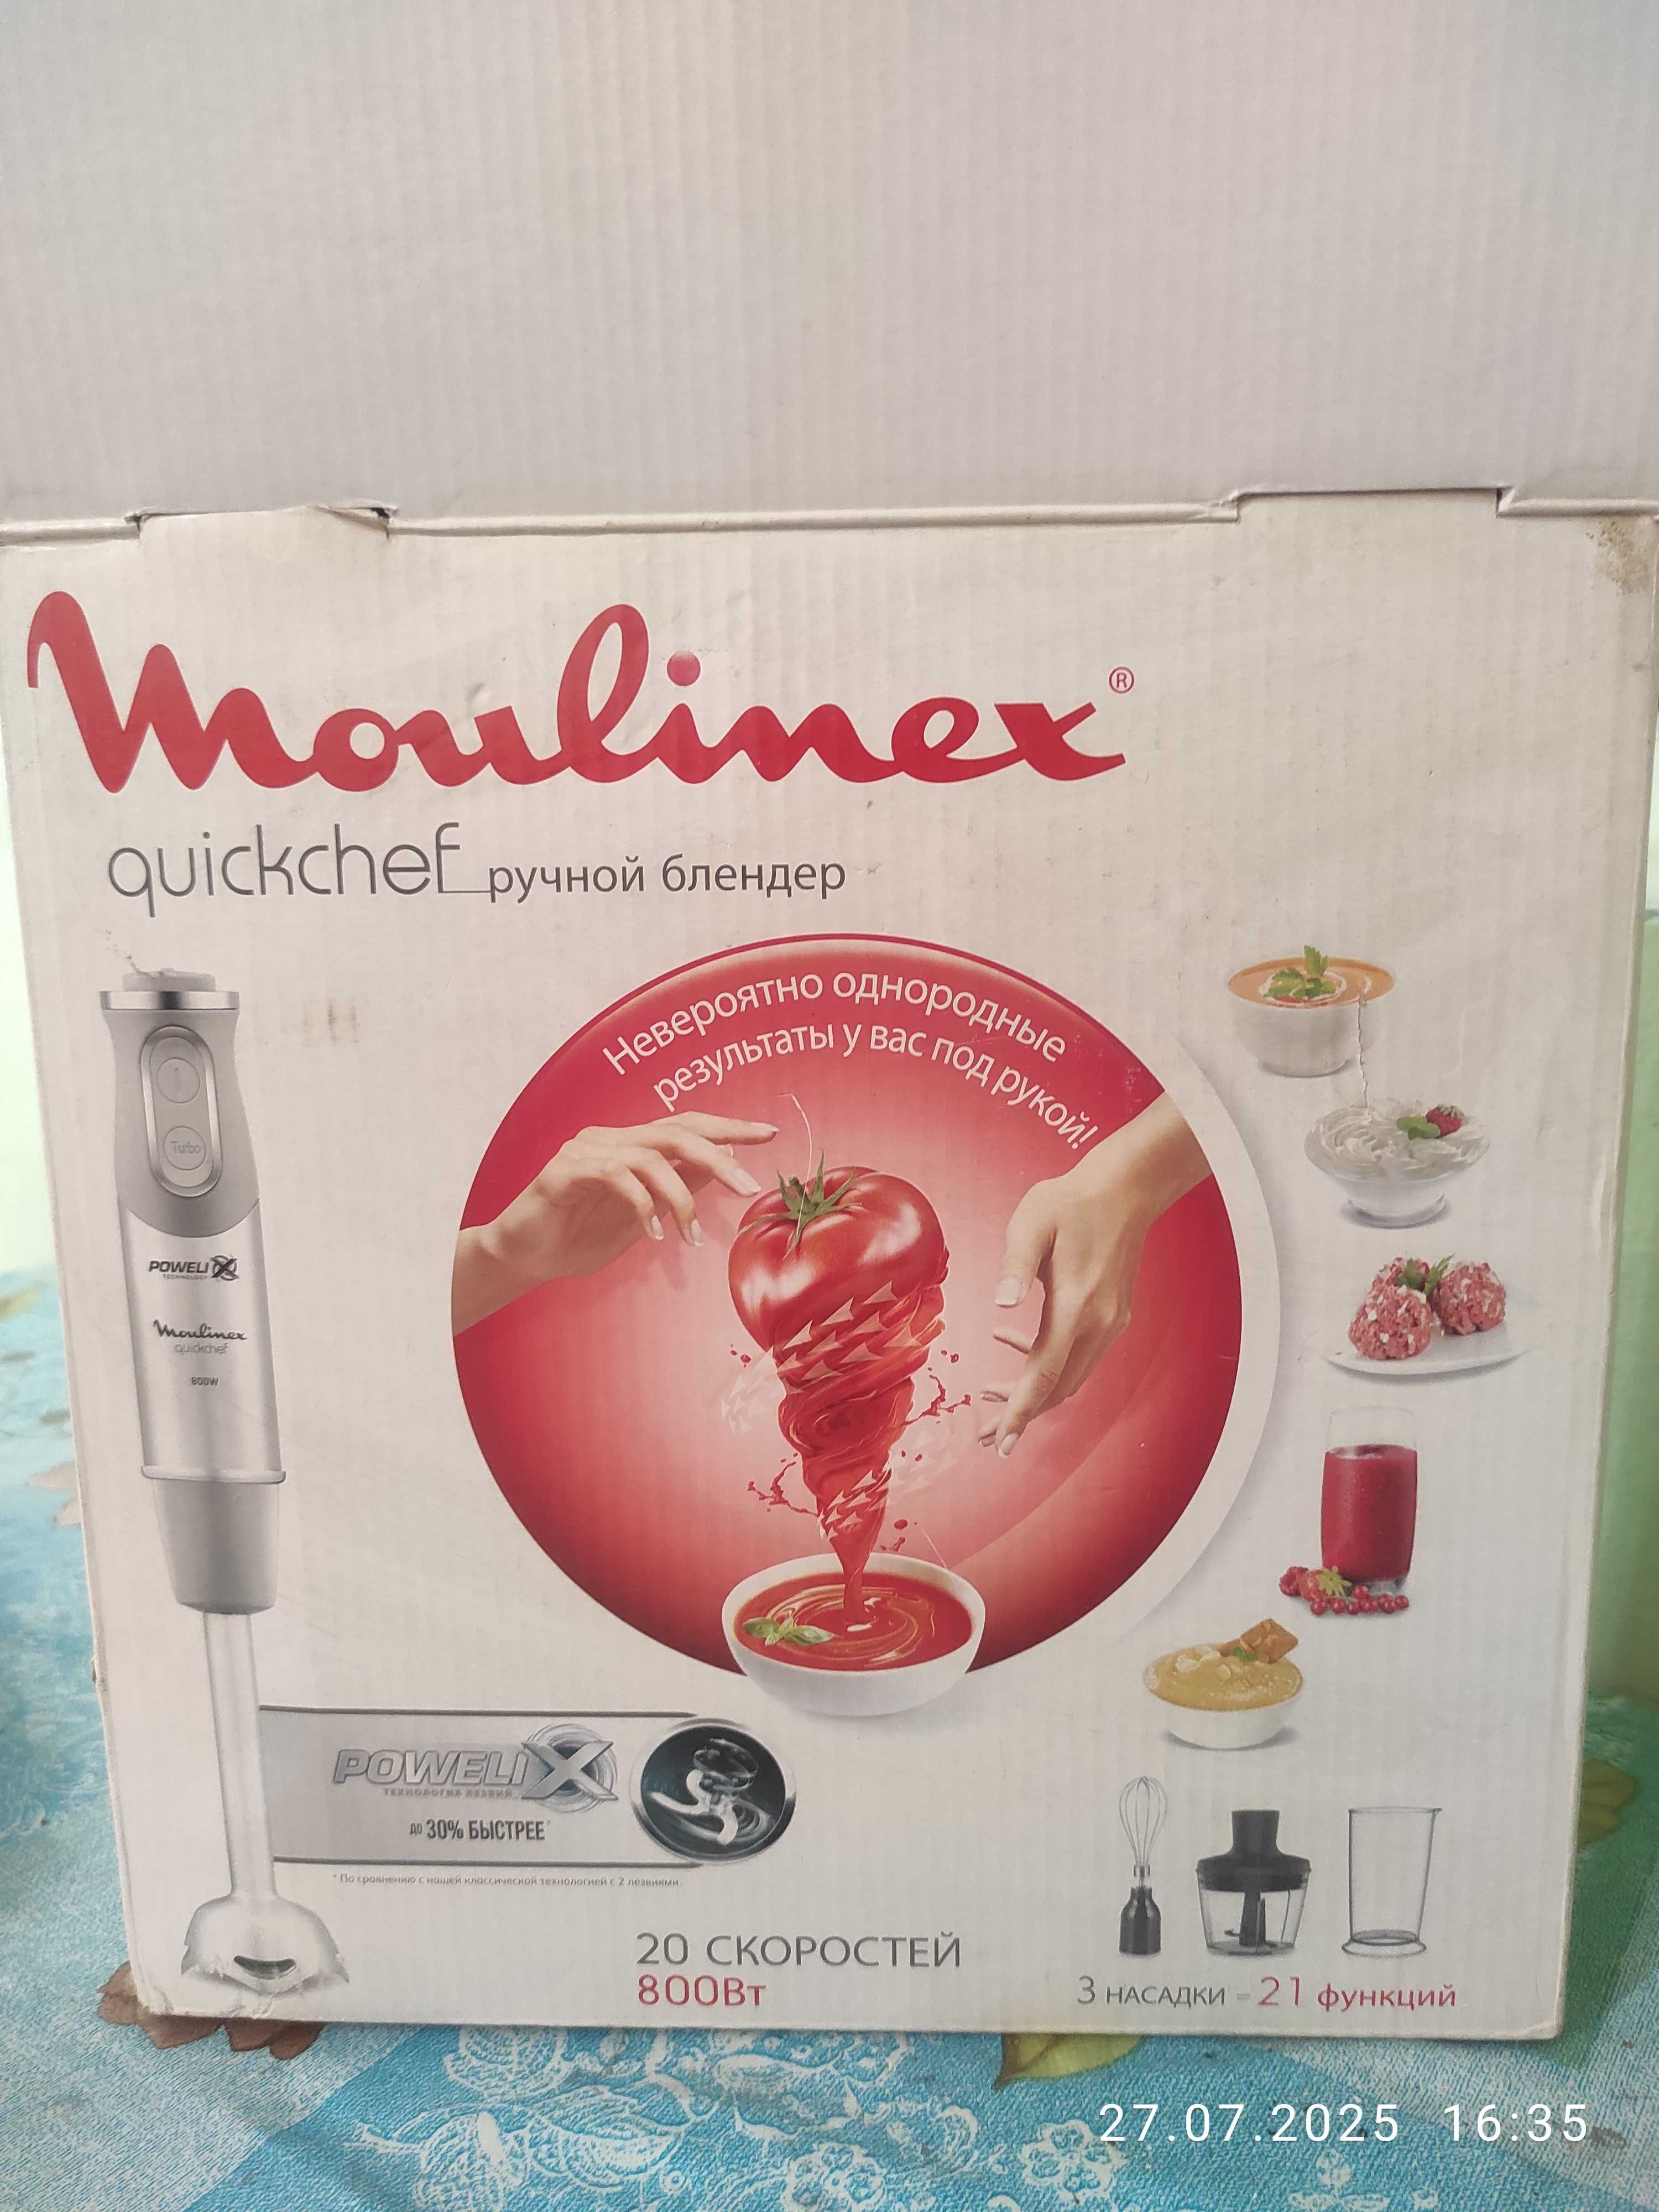 Moulinex®
quickchef ручной блендер
Невероятно однородные
результаты у вас под рукой!
Turbo
POWELIX
TECHNOLOGY
Moulinex
quickchef
800W
POWELIX
ТЕХНОЛОГИЯ ЛЕЗВИЙ
до 30% БЫСТРЕЕ*
* По сравнению с нашей классической технологией с 2 лезвиями.
20 СКОРОСТЕЙ
800Вт
3 НАСАДКИ = 21 функций
27.07.2025 16:35